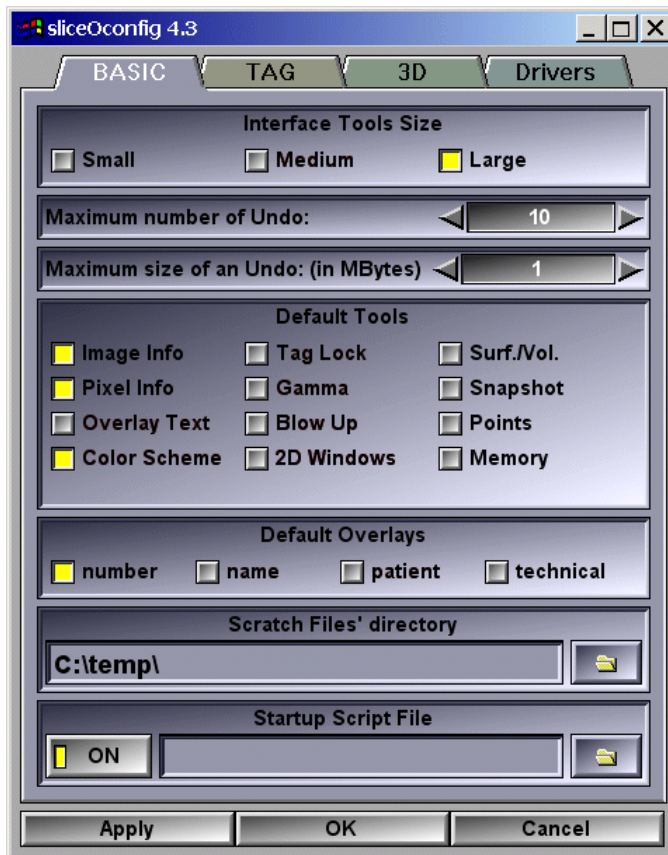 sliceOconfig 4.3
BASIC TAG 3D Drivers
Interface Tools Size
Small Medium Large
Maximum number of Undo: 10
Maximum size of an Undo: (in MBytes) 1
Default Tools
Image Info Tag Lock Surf./Vol.
Pixel Info Gamma Snapshot
Overlay Text Blow Up Points
Color Scheme 2D Windows Memory
Default Overlays
number name patient technical
Scratch Files' directory
C:\temp\
Startup Script File
ON
Apply OK Cancel